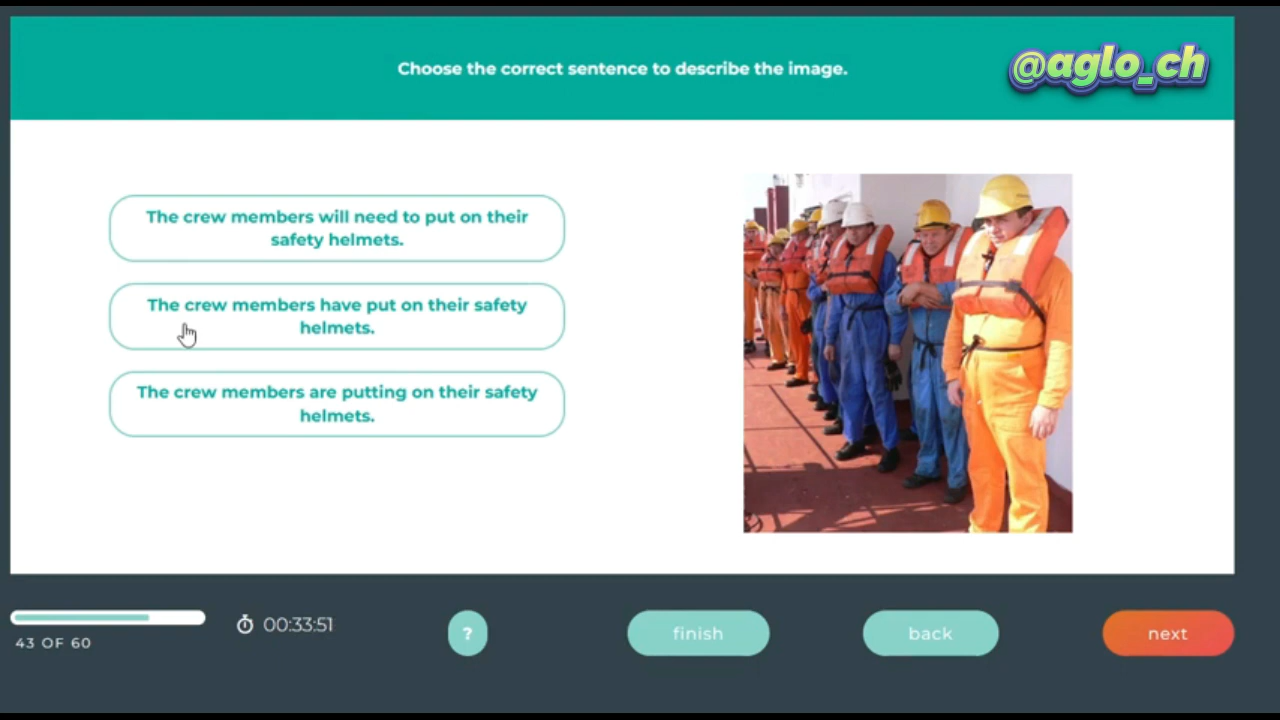 Choose the correct sentence to describe the image.
@aglo_ch
The crew members will need to put on their
safety helmets.
The crew members have put on their safety
helmets.
The crew members are putting on their safety
helmets.
43 OF 60
00:33:51
?
finish
back
next